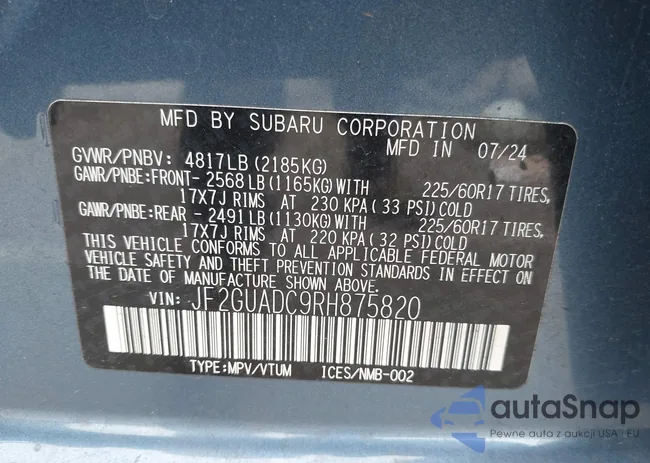 MFD BY SUBARU CORPORATION
MFD IN 07/24
GVWR/PNBV: 4817LB (2185KG)
GAWR/PNBE:FRONT- 2568 LB (1165KG) WITH 225/60R17 TIRES,
17X7J RIMS AT 230 KPA ( 33 PSI) COLD
GAWR/PNBE:REAR - 2491 LB (1130KG) WITH 225/60R17 TIRES,
17X7J RIMS AT 220 KPA ( 32 PSI) COLD
THIS VEHICLE CONFORMS TO ALL APPLICABLE FEDERAL MOTOR
VEHICLE SAFETY AND THEFT PREVENTION STANDARDS IN EFFECT ON
THE DATE OF MANUFACTURE SHOWN ABOVE.
VIN: JF2GUADC9RH875820
TYPE:MPV/VTUM ICES/NMB-002
autaSnap
Pewne auta z aukcji USA i EU